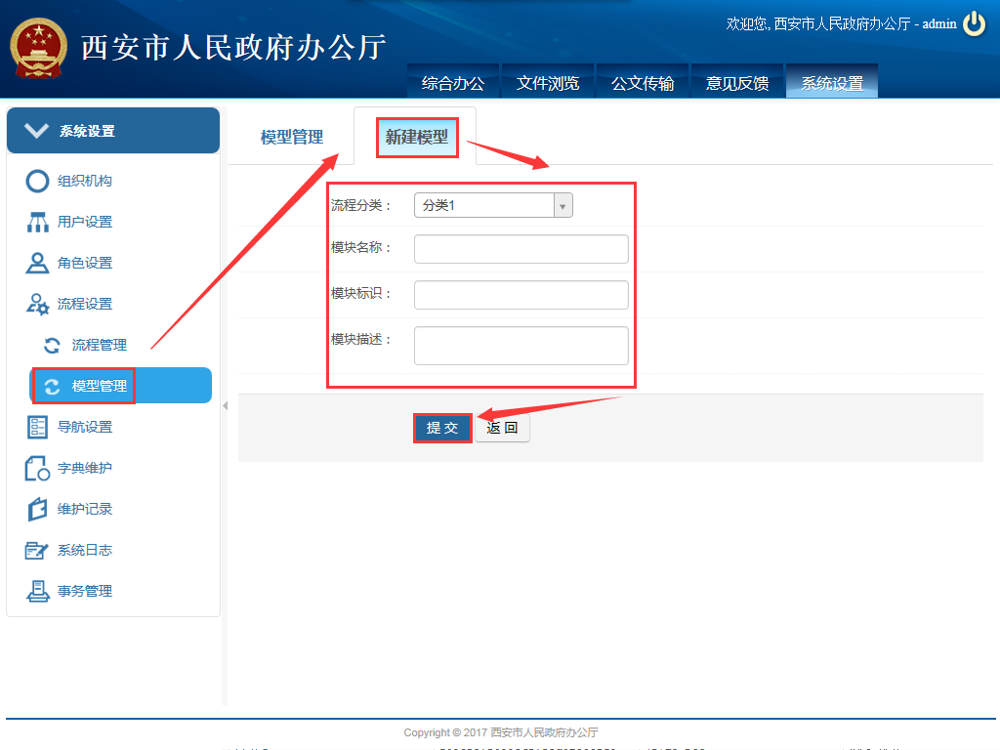 欢迎您, 西安市人民政府办公厅 - admin
西安市人民政府办公厅
综合办公 文件浏览 公文传输 意见反馈 系统设置
系统设置
组织机构
用户设置
角色设置
流程设置
流程管理
模型管理
导航设置
字典维护
维护记录
系统日志
事务管理
模型管理 新建模型
流程分类： 分类1
模块名称：
模块标识：
模块描述：
提 交 返 回
Copyright © 2017 西安市人民政府办公厅